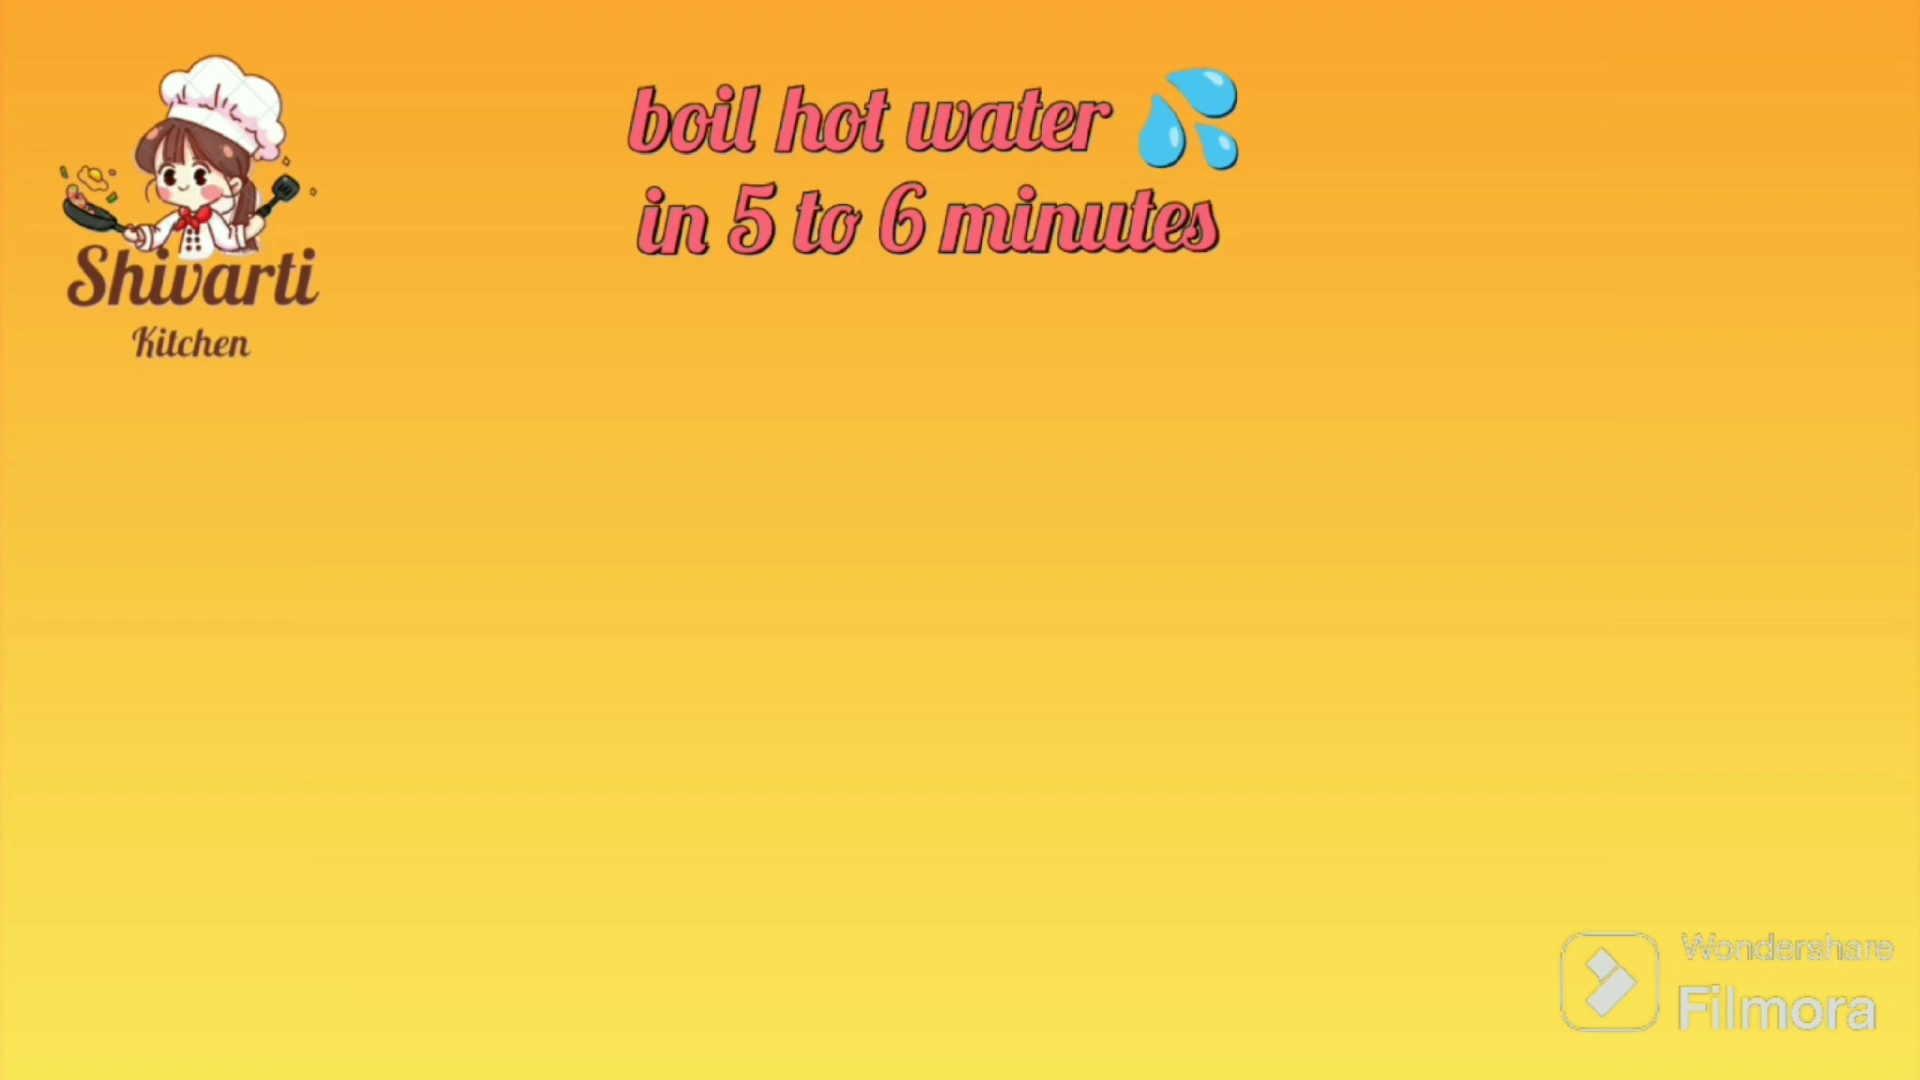 boil hot water 💦
in 5 to 6 minutes
Shivarti
Kitchen
Wondershare
Filmora